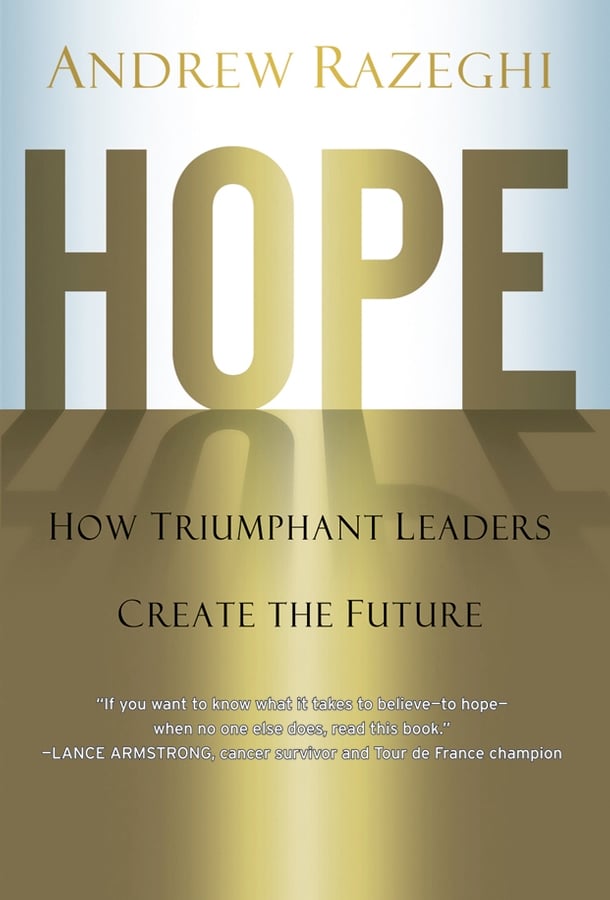 ANDREW RAZEGHI
HOPE
HOW TRIUMPHANT LEADERS
CREATE THE FUTURE
“If you want to know what it takes to believe—to hope—
when no one else does, read this book.”
—LANCE ARMSTRONG, cancer survivor and Tour de France champion